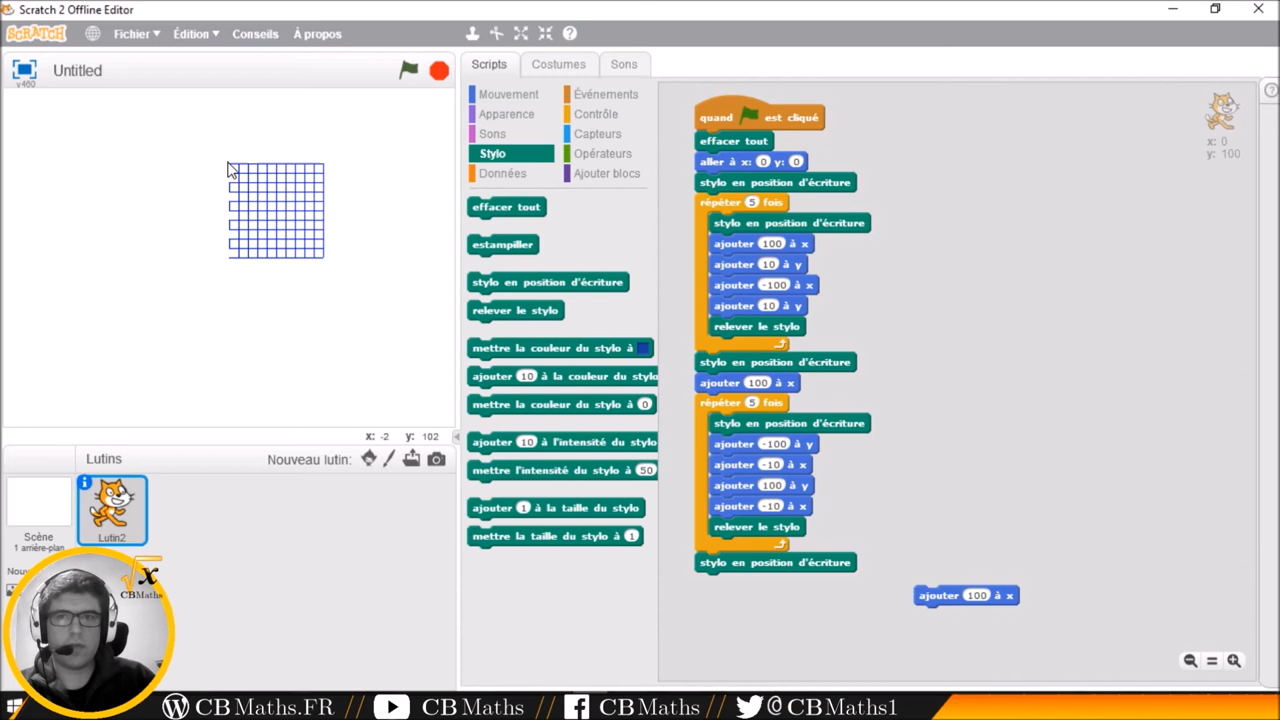 Scratch 2 Offline Editor
SCRATCH Fichier Édition Conseils À propos
v460 Untitled
Scripts Costumes Sons
Mouvement Événements
Apparence Contrôle
Sons Capteurs
Stylo Opérateurs
Données Ajouter blocs
effacer tout
estampiller
stylo en position d'écriture
relever le stylo
mettre la couleur du stylo à
ajouter 10 à la couleur du stylo
mettre la couleur du stylo à 0
ajouter 10 à l'intensité du stylo
mettre l'intensité du stylo à 50
ajouter 1 à la taille du stylo
mettre la taille du stylo à 1
quand est cliqué
effacer tout
aller à x: 0 y: 0
stylo en position d'écriture
répéter 5 fois
stylo en position d'écriture
ajouter 100 à x
ajouter 10 à y
ajouter -100 à x
ajouter 10 à y
relever le stylo
stylo en position d'écriture
ajouter 100 à x
répéter 5 fois
stylo en position d'écriture
ajouter -100 à y
ajouter -10 à x
ajouter 100 à y
ajouter -10 à x
relever le stylo
stylo en position d'écriture
ajouter 100 à x
x: 0
y: 100
x: -2 y: 102
Lutins Nouveau lutin:
Scène
1 arrière-plan
Lutin2
Nou
√x
CBMaths
CBMaths.FR / CBMaths / CBMaths / @CBMaths1